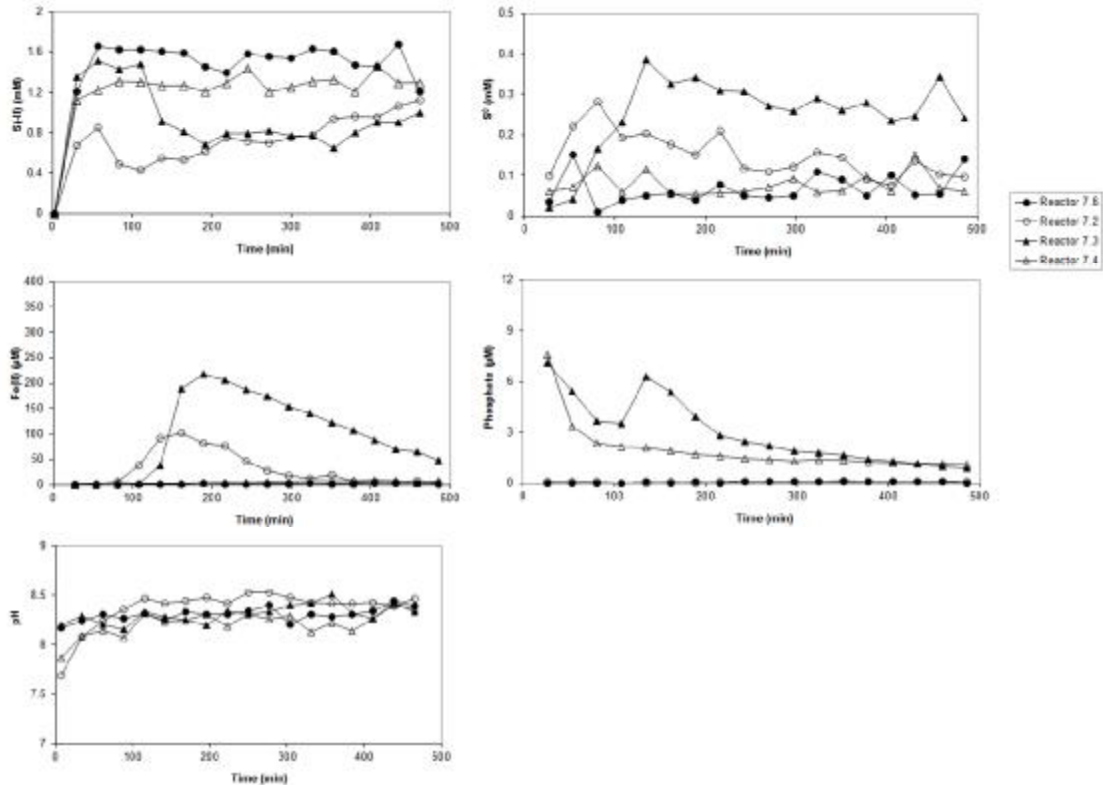 2
1.6
1.2
0.8
0.4
0
S(-II) (mM)
0 100 200 300 400 500
Time (min)
0.5
0.4
0.3
0.2
0.1
0
S⁰ (mM)
0 100 200 300 400 500
Time (min)
Reactor 7.2
Reactor 7.3
Reactor 7.4
400
350
300
250
200
150
100
50
0
Fe(II) (µM)
0 100 200 300 400 500
Time (min)
12
9
6
3
0
Phosphate (µM)
0 100 200 300 400 500
Time (min)
9
8.5
8
7.5
7
pH
0 100 200 300 400 500
Time (min)